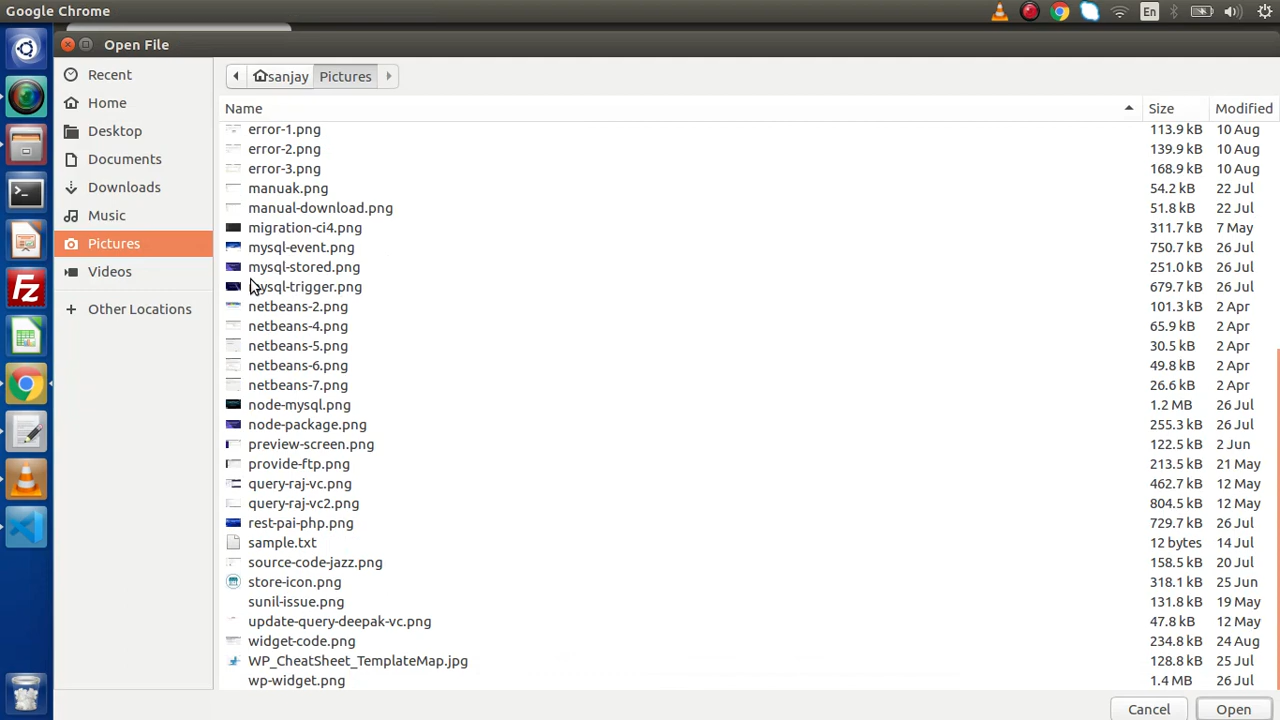 Google Chrome
En
Open File
Recent
Home
Desktop
Documents
Downloads
Music
Pictures
Videos
Other Locations
sanjay Pictures
Name Size Modified
error-1.png 113.8 kB 10 Aug
error-2.png 139.9 kB 10 Aug
error-3.png 168.9 kB 10 Aug
manuak.png 54.2 kB 22 Jul
manual-download.png 51.8 kB 22 Jul
migration-ci4.png 311.7 kB 7 May
mysql-event.png 757.0 kB 26 Jul
mysql-stored.png 251.0 kB 26 Jul
mysql-trigger.png 679.7 kB 26 Jul
netbeans-2.png 101.8 kB 2 Apr
netbeans-4.png 65.9 kB 2 Apr
netbeans-5.png 30.5 kB 2 Apr
netbeans-6.png 49.8 kB 2 Apr
netbeans-7.png 26.6 kB 2 Apr
node-mysql.png 1.2 MB 26 Jul
node-package.png 255.3 kB 26 Jul
preview-screen.png 122.5 kB 2 Jun
provide-ftp.png 213.5 kB 21 May
query-raj-vc.png 462.7 kB 12 May
query-raj-vc2.png 804.5 kB 12 May
rest-pai-php.png 729.7 kB 26 Jul
sample.txt 12 bytes 14 Jul
source-code-jazz.png 158.5 kB 20 Jul
store-icon.png 318.1 kB 25 Jun
sunil-issue.png 131.8 kB 19 May
update-query-deepak-vc.png 47.8 kB 12 May
widget-code.png 234.8 kB 24 Aug
WP_CheatSheet_TemplateMap.jpg 128.8 kB 25 Jul
wp-widget.png 1.4 MB 26 Jul
Cancel Open